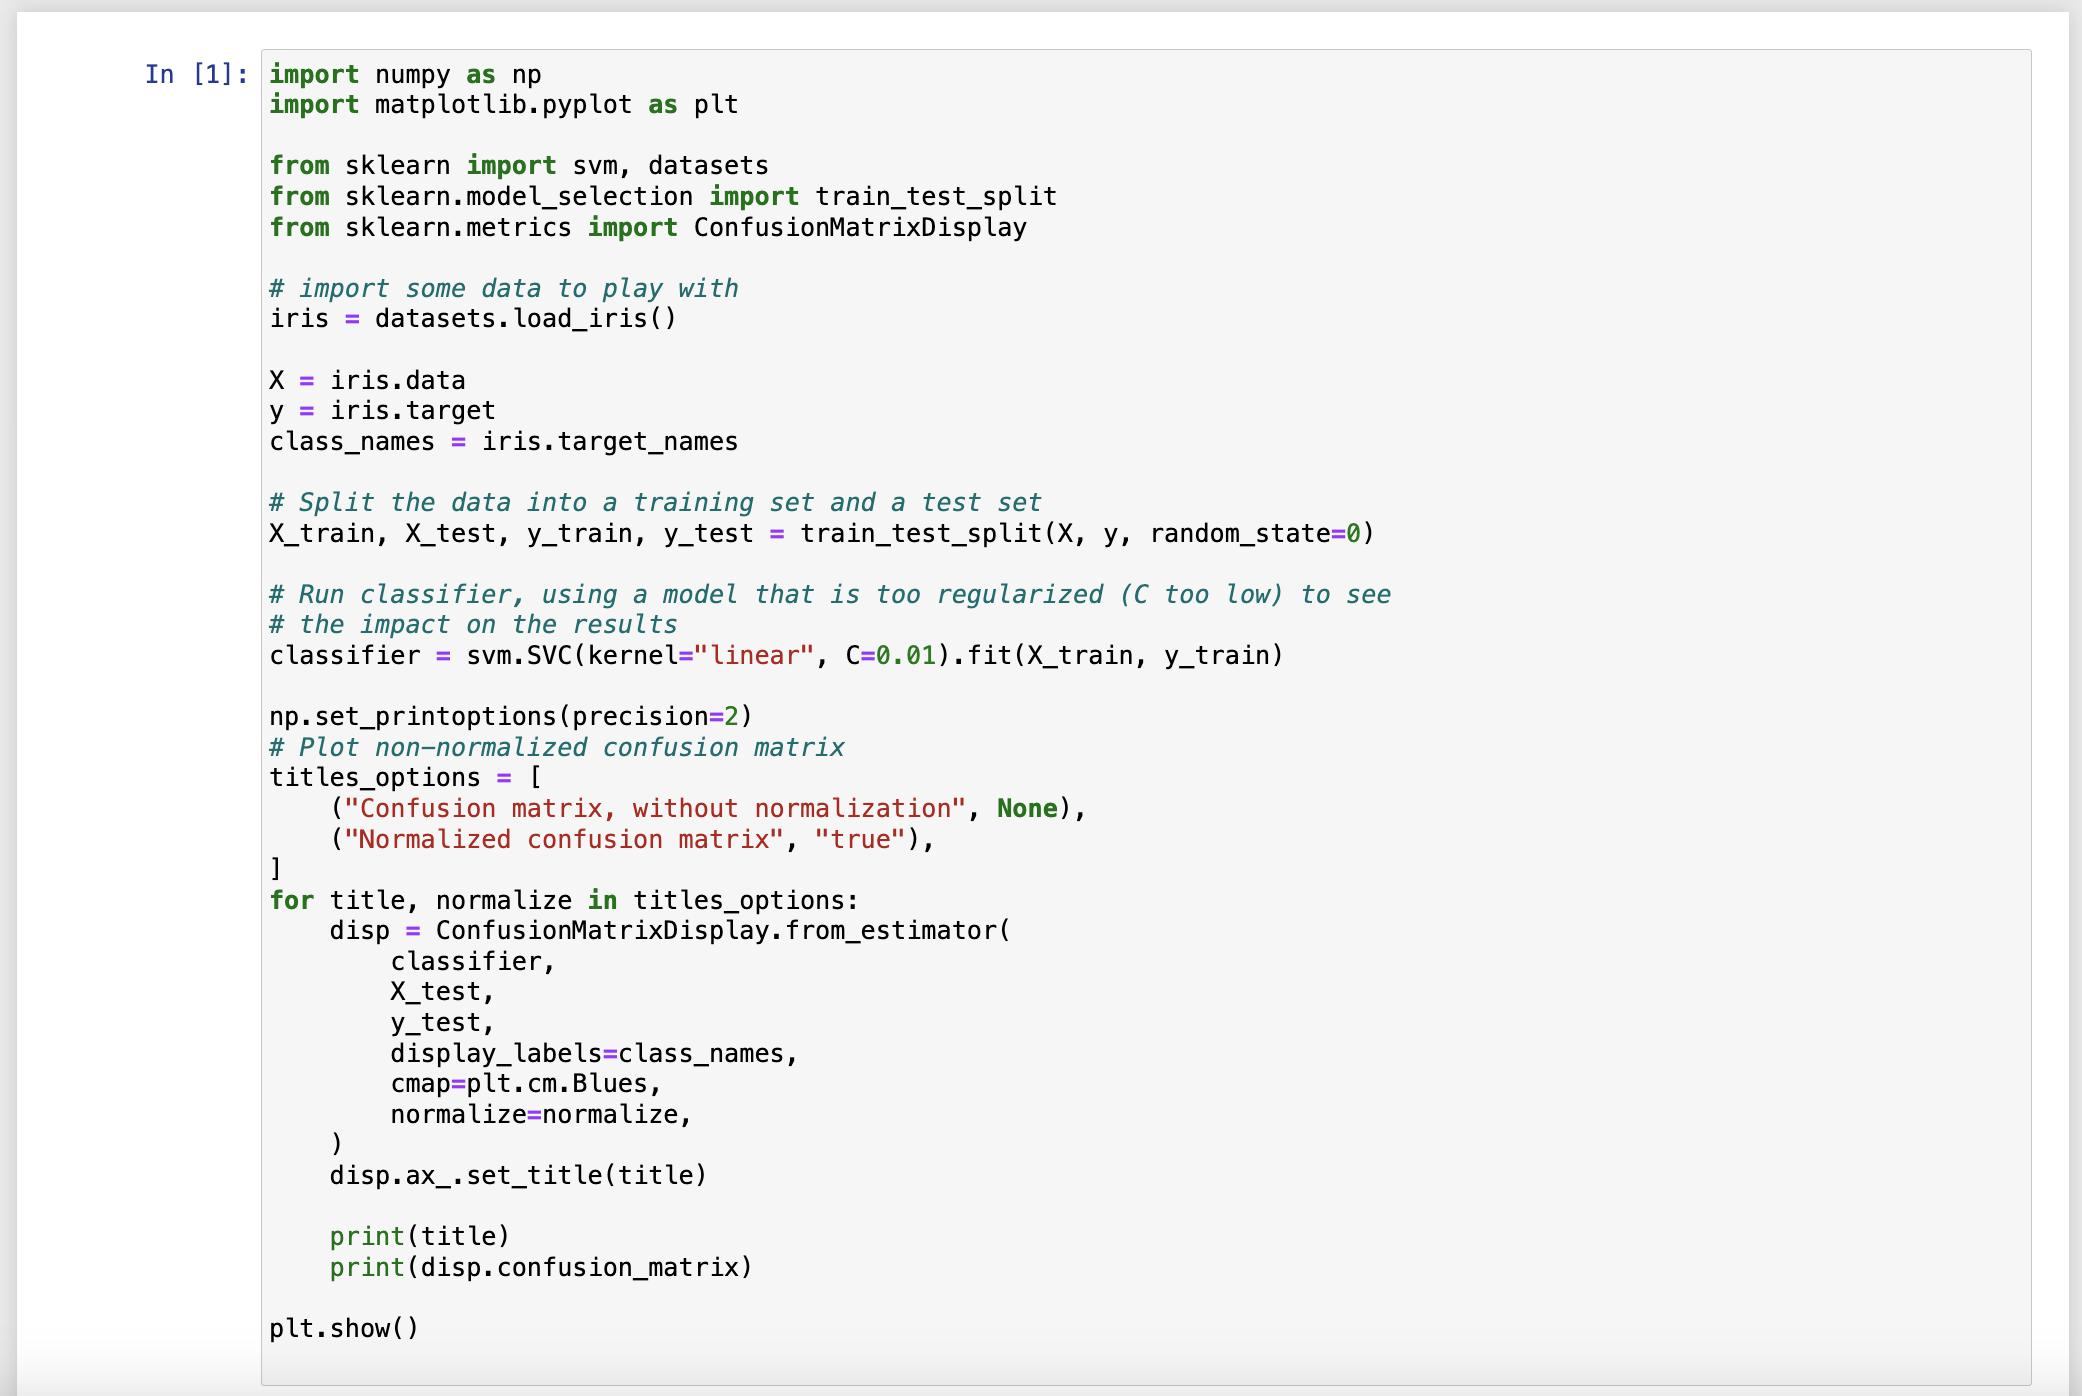 In [1]:
import numpy as np
import matplotlib.pyplot as plt

from sklearn import svm, datasets
from sklearn.model_selection import train_test_split
from sklearn.metrics import ConfusionMatrixDisplay

# import some data to play with
iris = datasets.load_iris()

X = iris.data
y = iris.target
class_names = iris.target_names

# Split the data into a training set and a test set
X_train, X_test, y_train, y_test = train_test_split(X, y, random_state=0)

# Run classifier, using a model that is too regularized (C too low) to see
# the impact on the results
classifier = svm.SVC(kernel="linear", C=0.01).fit(X_train, y_train)

np.set_printoptions(precision=2)
# Plot non-normalized confusion matrix
titles_options = [
    ("Confusion matrix, without normalization", None),
    ("Normalized confusion matrix", "true"),
]
for title, normalize in titles_options:
    disp = ConfusionMatrixDisplay.from_estimator(
        classifier,
        X_test,
        y_test,
        display_labels=class_names,
        cmap=plt.cm.Blues,
        normalize=normalize,
    )
    disp.ax_.set_title(title)

    print(title)
    print(disp.confusion_matrix)

plt.show()